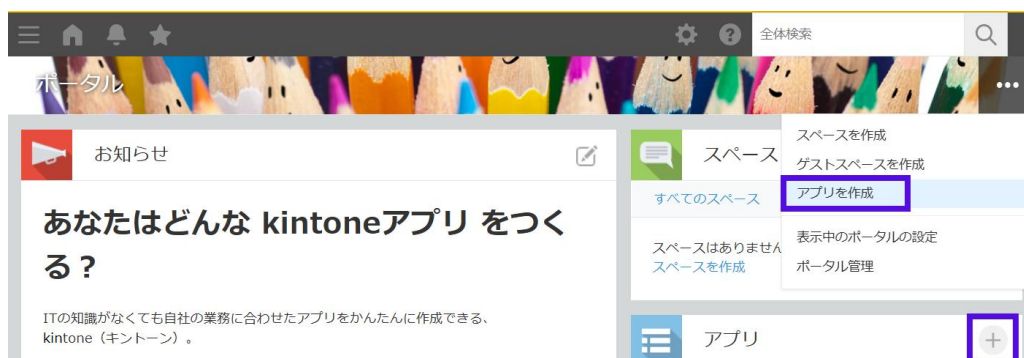 全体検索
ポータル
お知らせ
あなたはどんな kintoneアプリ をつく
る？
ITの知識がなくても自社の業務に合わせたアプリをかんたんに作成できる、
kintone（キントーン）。
スペース
すべてのスペース
スペースはありません
スペースを作成
アプリ
スペースを作成
ゲストスペースを作成
アプリを作成
表示中のポータルの設定
ポータル管理